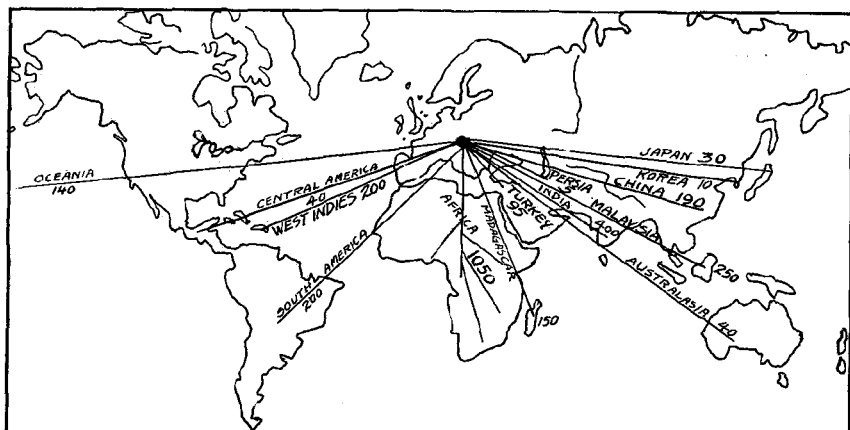 OCEANIA
140
CENTRAL AMERICA
40
WEST INDIES 200
SOUTH AMERICA
200
AFRICA
1050
MADAGASCAR
150
TURKEY
95
PERSIA
INDIA
400
MALAYSIA
250
AUSTRALASIA 40
JAPAN 30
KOREA 10
CHINA 190